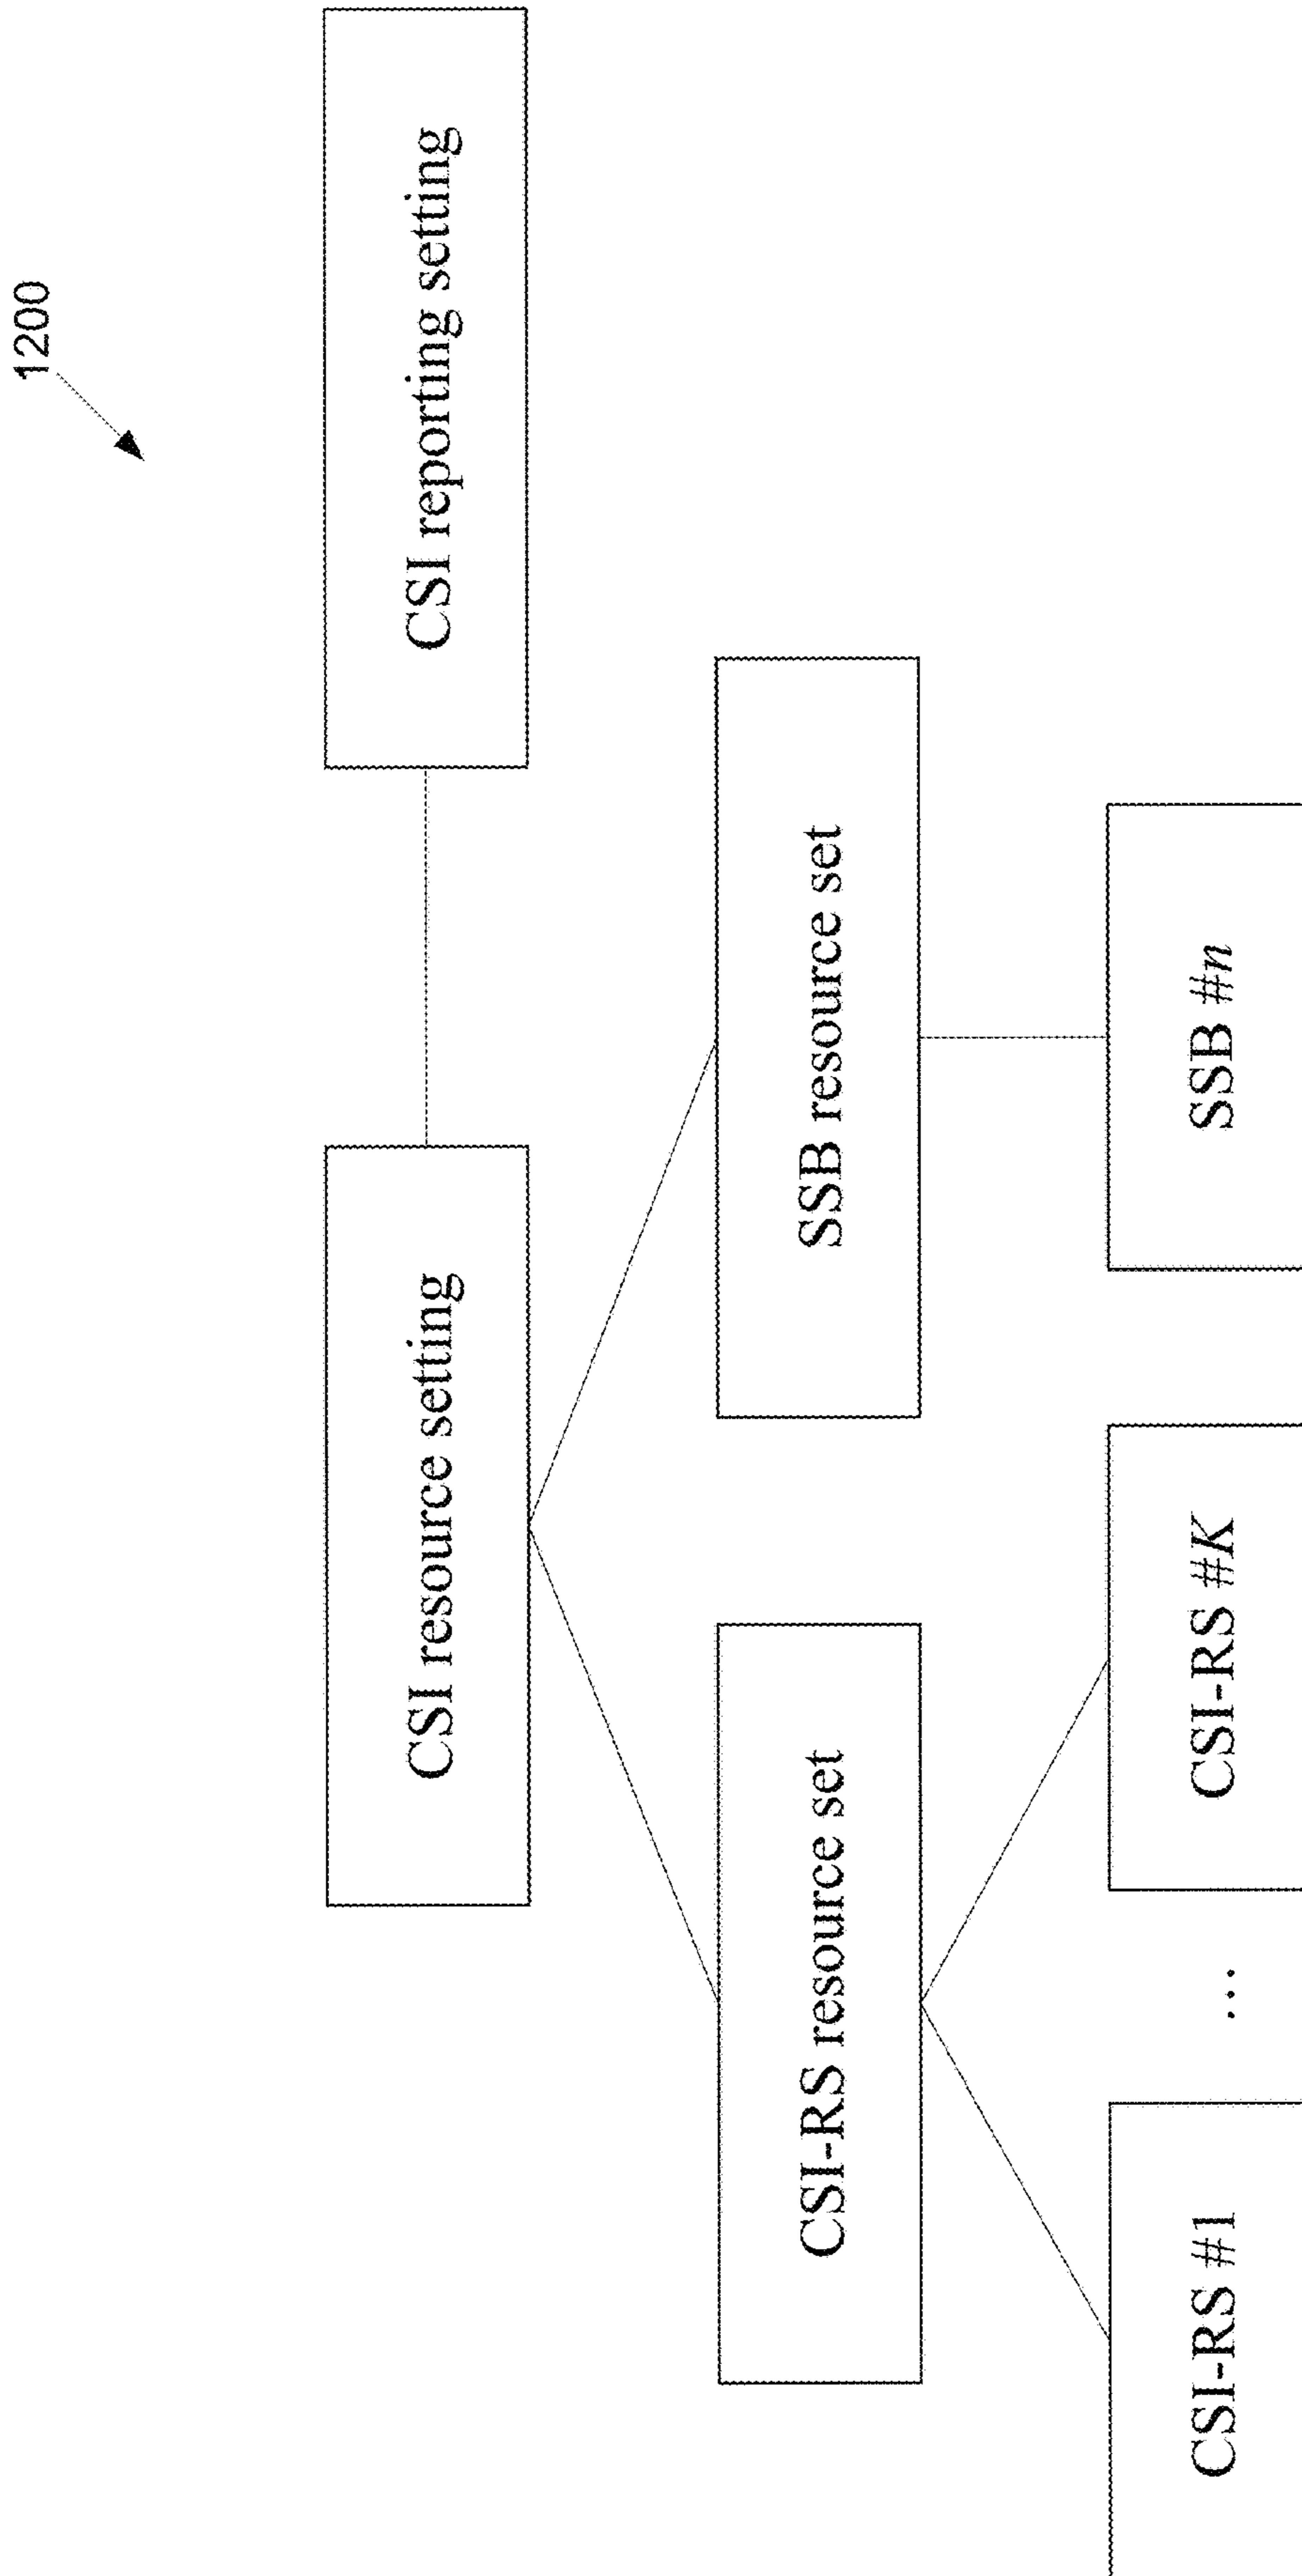 1200
CSI resource setting
CSI reporting setting
CSI-RS resource set
SSB resource set
CSI-RS #1
...
CSI-RS #K
SSB #n